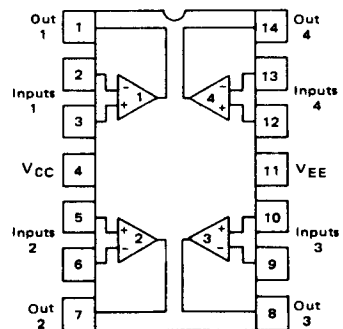 Out 1
1
14
Out 4
2
13
Inputs 1
− +
1
4
− +
Inputs 4
3
12
VCC
4
11
VEE
5
10
Inputs 2
+ −
2
3
+ −
Inputs 3
6
9
Out 2
7
8
Out 3